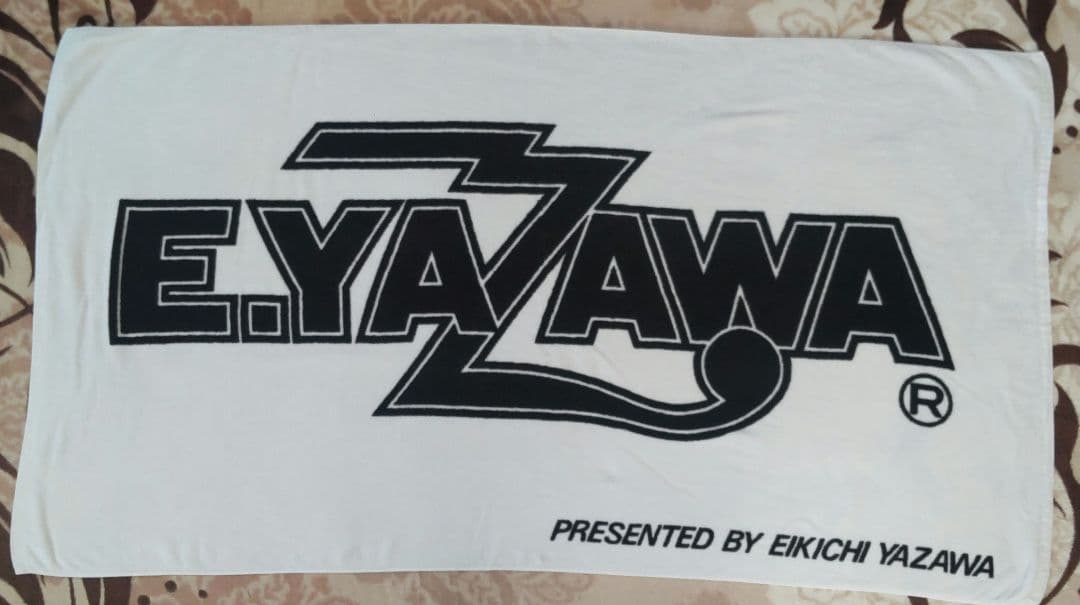 E.YAZAWA
®
PRESENTED BY EIKICHI YAZAWA